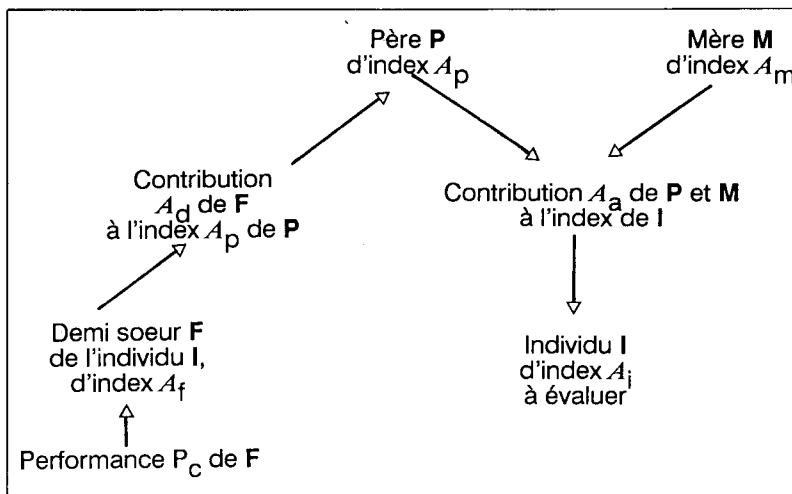 Père P
d'index Ap
Mère M
d'index Am
Contribution
Ad de F
à l'index Ap de P
Contribution Aa de P et M
à l'index de I
Demi soeur F
de l'individu I,
d'index Af
Individu I
d'index Ai
à évaluer
Performance Pc de F